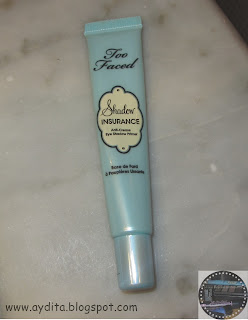 Too
Faced
Shadow
INSURANCE
Anti-Crease
Eye Shadow Primer
Base de Fard
à Paupières Lissante
www.aydita.blogspot.com